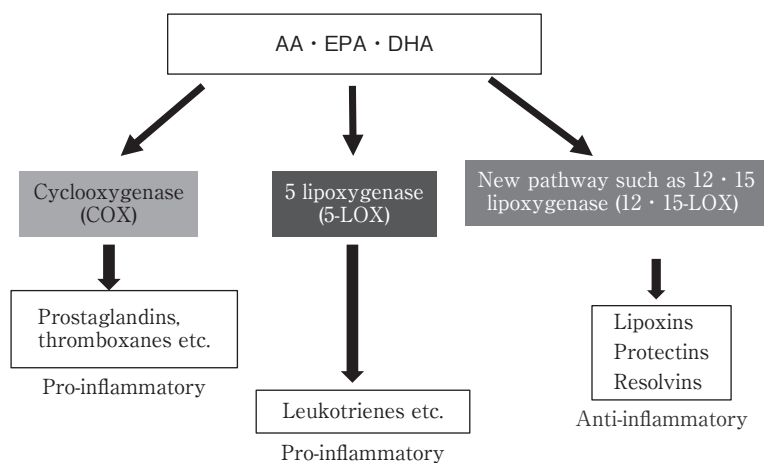 AA・EPA・DHA
Cyclooxygenase
(COX)
5 lipoxygenase
(5-LOX)
New pathway such as 12・15
lipoxygenase (12・15-LOX)
Prostaglandins,
thromboxanes etc.
Pro-inflammatory
Leukotrienes etc.
Pro-inflammatory
Lipoxins
Protectins
Resolvins
Anti-inflammatory